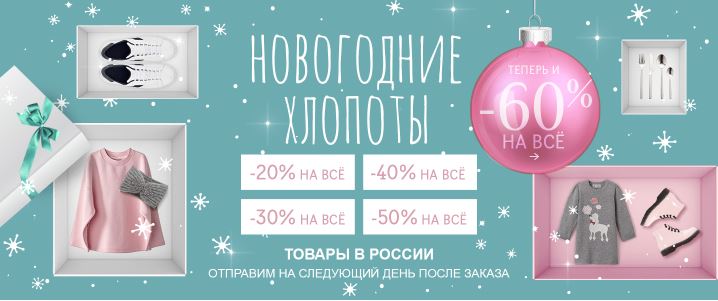 НОВОГОДНИЕ
ХЛОПОТЫ
ТЕПЕРЬ И
-60%
НА ВСЁ
-20% НА ВСЁ
-40% НА ВСЁ
-30% НА ВСЁ
-50% НА ВСЁ
ТОВАРЫ В РОССИИ
ОТПРАВИМ НА СЛЕДУЮЩИЙ ДЕНЬ ПОСЛЕ ЗАКАЗА